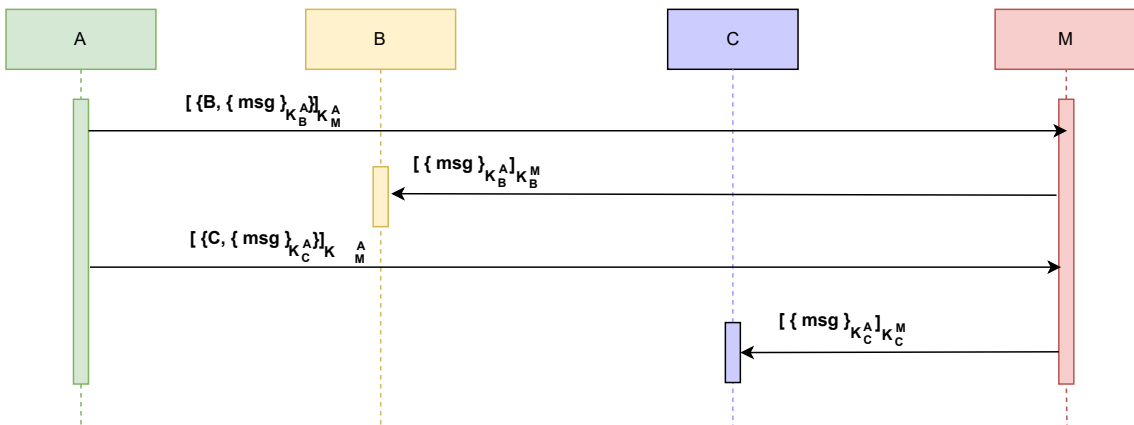 A
B
C
M
[ {B, { msg }K_B^A}]K_M^A
[ { msg }K_B^A]K_B^M
[ {C, { msg }K_C^A}]K_M^A
[ { msg }K_C^A]K_C^M